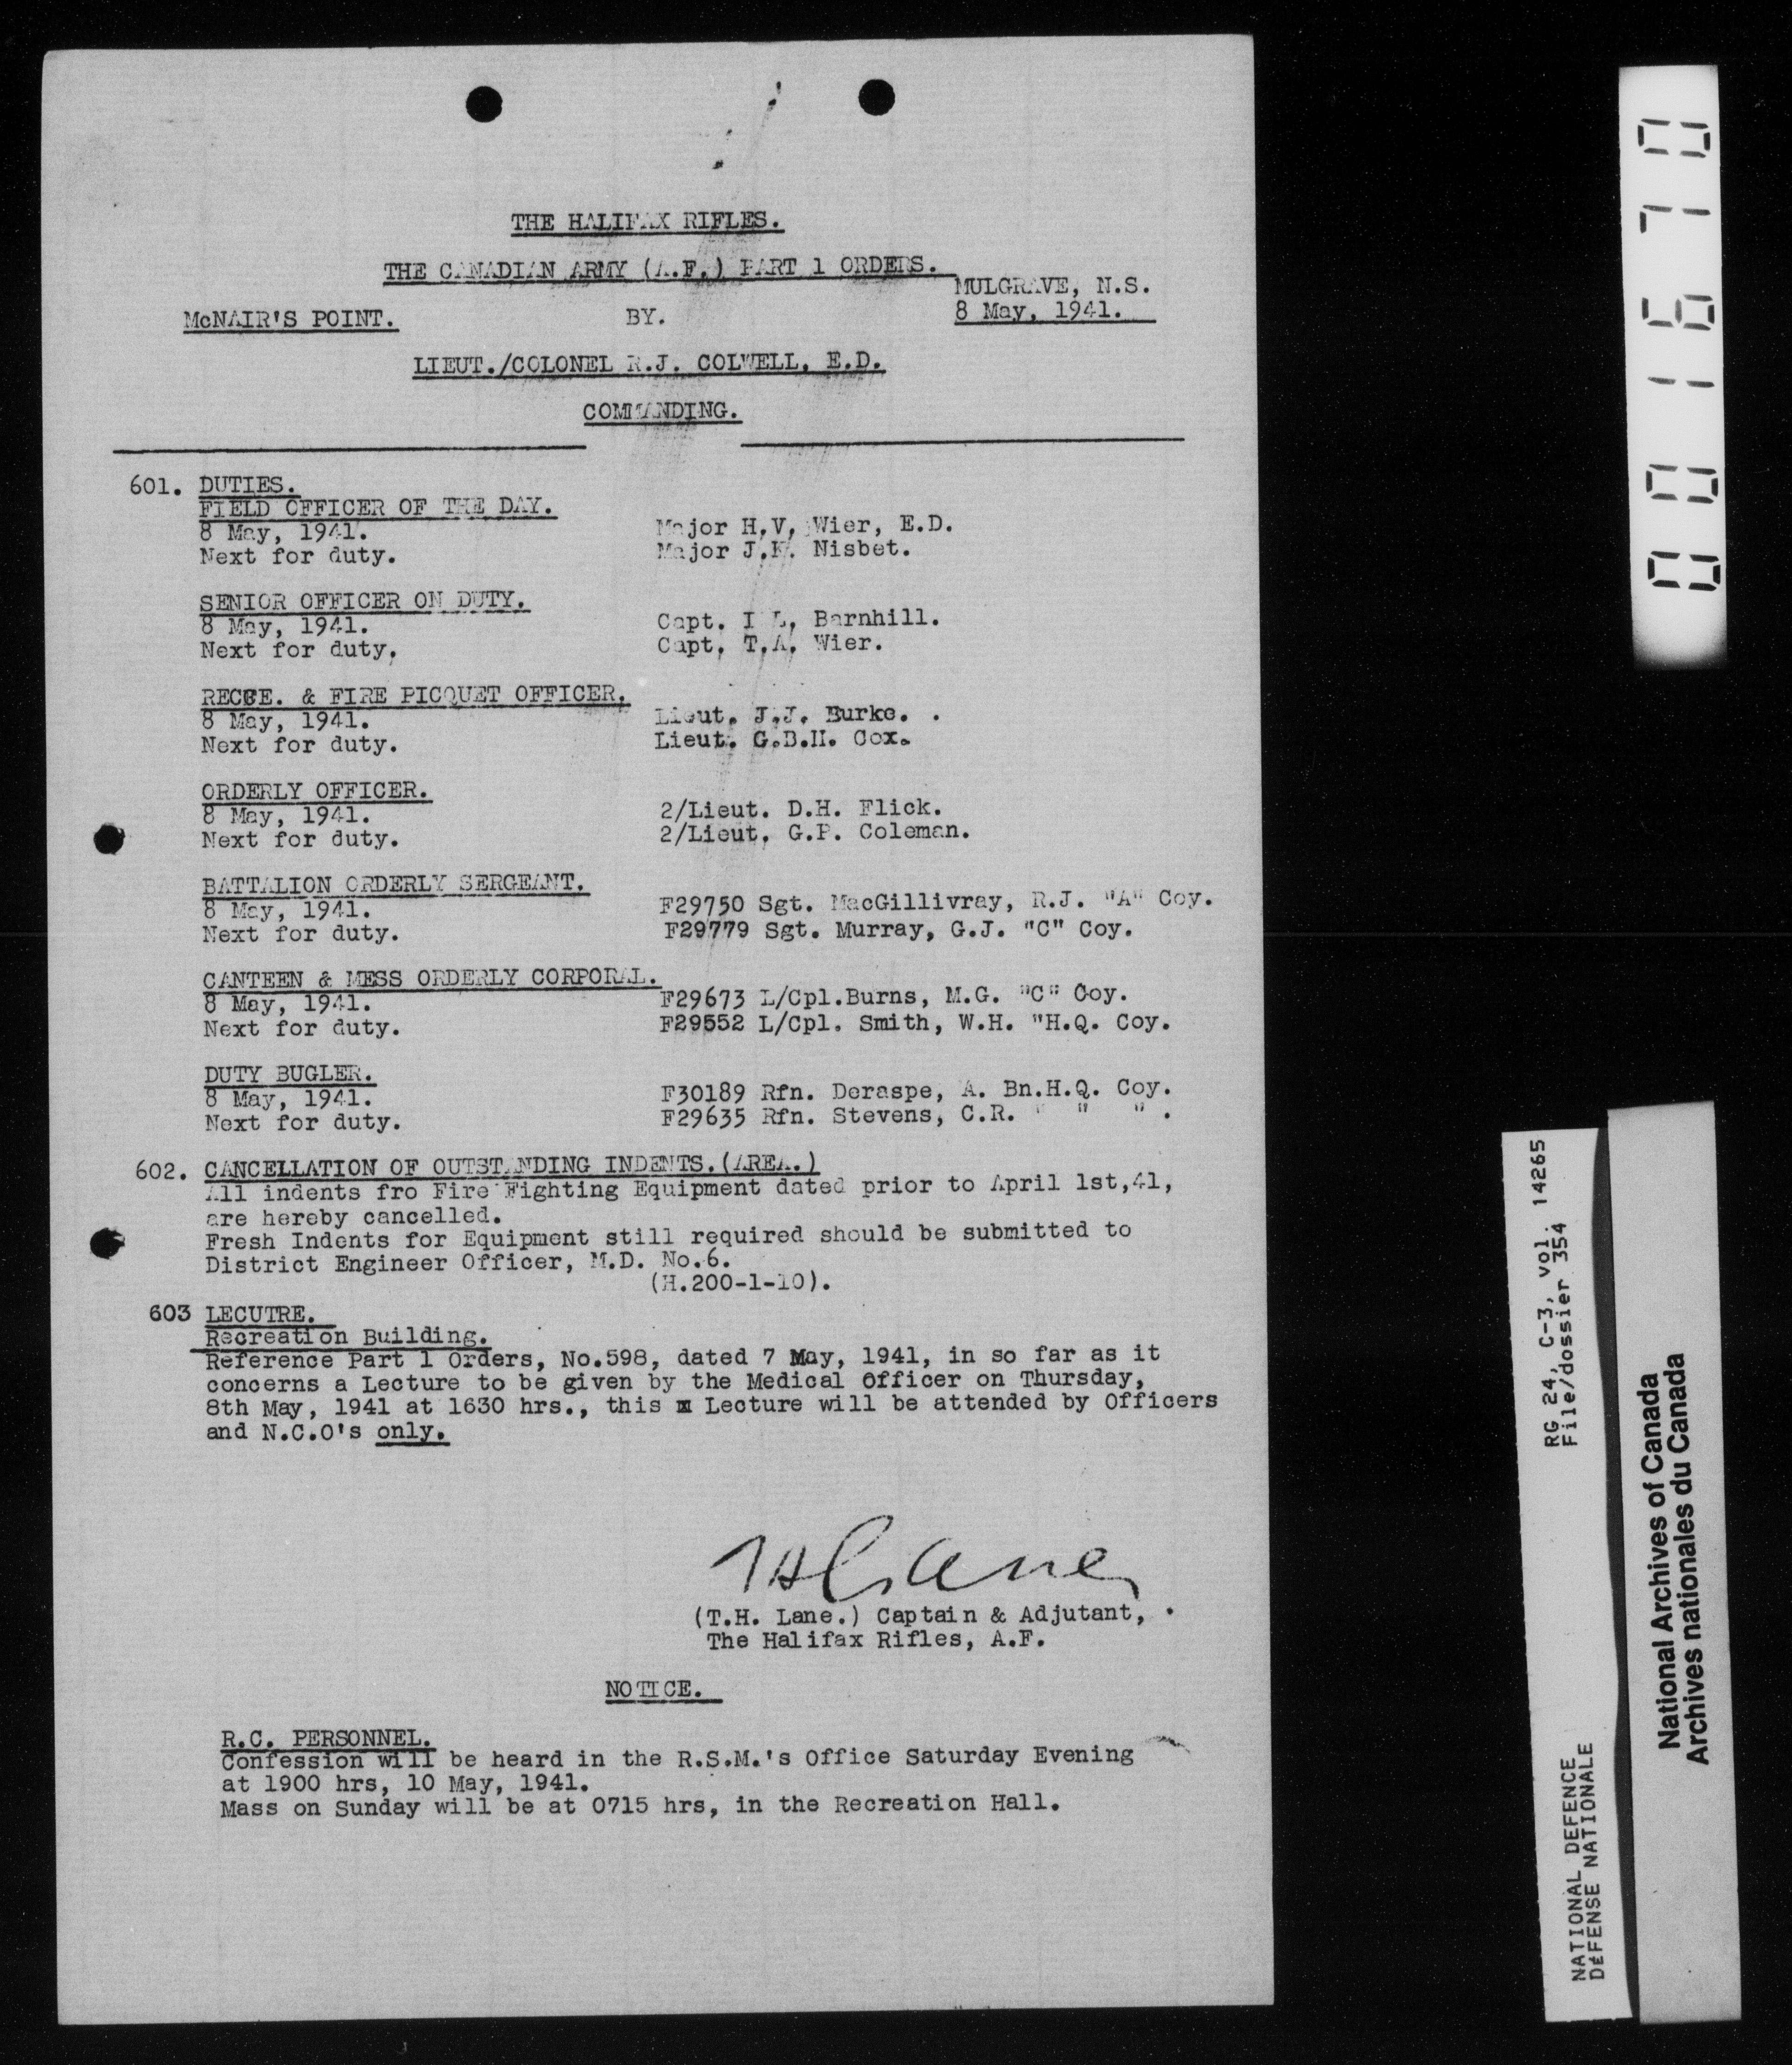 THE HALIFAX RIFLES.
THE CANADIAN ARMY (A.F.) PART 1 ORDERS.
MULGRAVE, N.S.
McNAIR'S POINT.
BY.
8 May, 1941.
LIEUT./COLONEL R.J. COLWELL, E.D.
COMMANDING.
601. DUTIES.
FIELD OFFICER OF THE DAY.
8 May, 1941. Major H.V. Wier, E.D.
Next for duty. Major J.K. Nisbet.
SENIOR OFFICER ON DUTY.
8 May, 1941. Capt. I L, Barnhill.
Next for duty, Capt, T.A. Wier.
RECCE. & FIRE PICQUET OFFICER.
8 May, 1941. Lieut. J.J. Burke. .
Next for duty. Lieut. G.B.H. Cox.
ORDERLY OFFICER.
8 May, 1941. 2/Lieut. D.H. Flick.
Next for duty. 2/Lieut. G.P. Coleman.
BATTALION ORDERLY SERGEANT.
8 May, 1941. F29750 Sgt. MacGillivray, R.J. "A" Coy.
Next for duty. F29779 Sgt. Murray, G.J. "C" Coy.
CANTEEN & MESS ORDERLY CORPORAL.
8 May, 1941. F29673 L/Cpl.Burns, M.G. "C" Coy.
Next for duty. F29552 L/Cpl. Smith, W.H. "H.Q. Coy.
DUTY BUGLER.
8 May, 1941. F30189 Rfn. Deraspe, A. Bn.H.Q. Coy.
Next for duty. F29635 Rfn. Stevens, C.R. " " " .
602. CANCELLATION OF OUTSTANDING INDENTS.(AREA.)
All indents fro Fire Fighting Equipment dated prior to April 1st,41,
are hereby cancelled.
Fresh Indents for Equipment still required should be submitted to
District Engineer Officer, M.D. No.6.
(H.200-1-10).
603 LECUTRE.
Recreation Building.
Reference Part 1 Orders, No.598, dated 7 May, 1941, in so far as it
concerns a Lecture to be given by the Medical Officer on Thursday,
8th May, 1941 at 1630 hrs., this Lecture will be attended by Officers
and N.C.O's only.
TH Lane
(T.H. Lane.) Captain & Adjutant, .
The Halifax Rifles, A.F.
NOTICE.
R.C. PERSONNEL.
Confession will be heard in the R.S.M.'s Office Saturday Evening
at 1900 hrs, 10 May, 1941.
Mass on Sunday will be at 0715 hrs, in the Recreation Hall.
001670
RG 24, C-3, vol. 14265
File/dossier 354
NATIONAL DEFENCE
DéFENSE NATIONALE
National Archives of Canada
Archives nationales du Canada